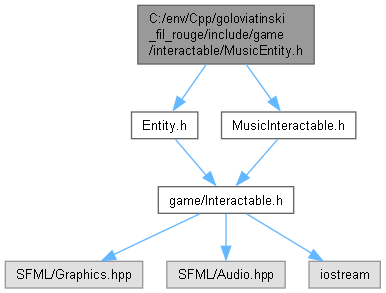 C:/env/Cpp/goloviatinski
_fil_rouge/include/game
/interactable/MusicEntity.h
Entity.h
MusicInteractable.h
game/Interactable.h
SFML/Graphics.hpp
SFML/Audio.hpp
iostream